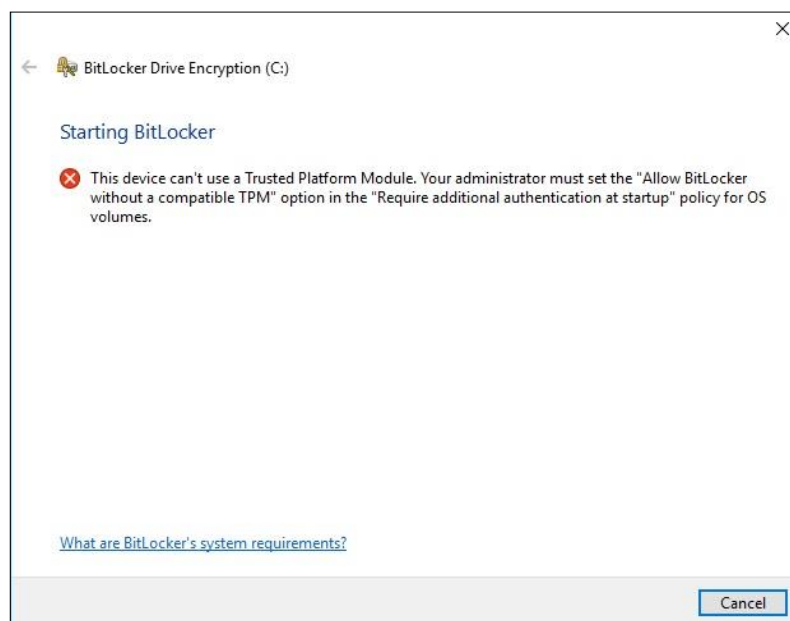 BitLocker Drive Encryption (C:)
Starting BitLocker
This device can't use a Trusted Platform Module. Your administrator must set the "Allow BitLocker
without a compatible TPM" option in the "Require additional authentication at startup" policy for OS
volumes.
What are BitLocker's system requirements?
Cancel